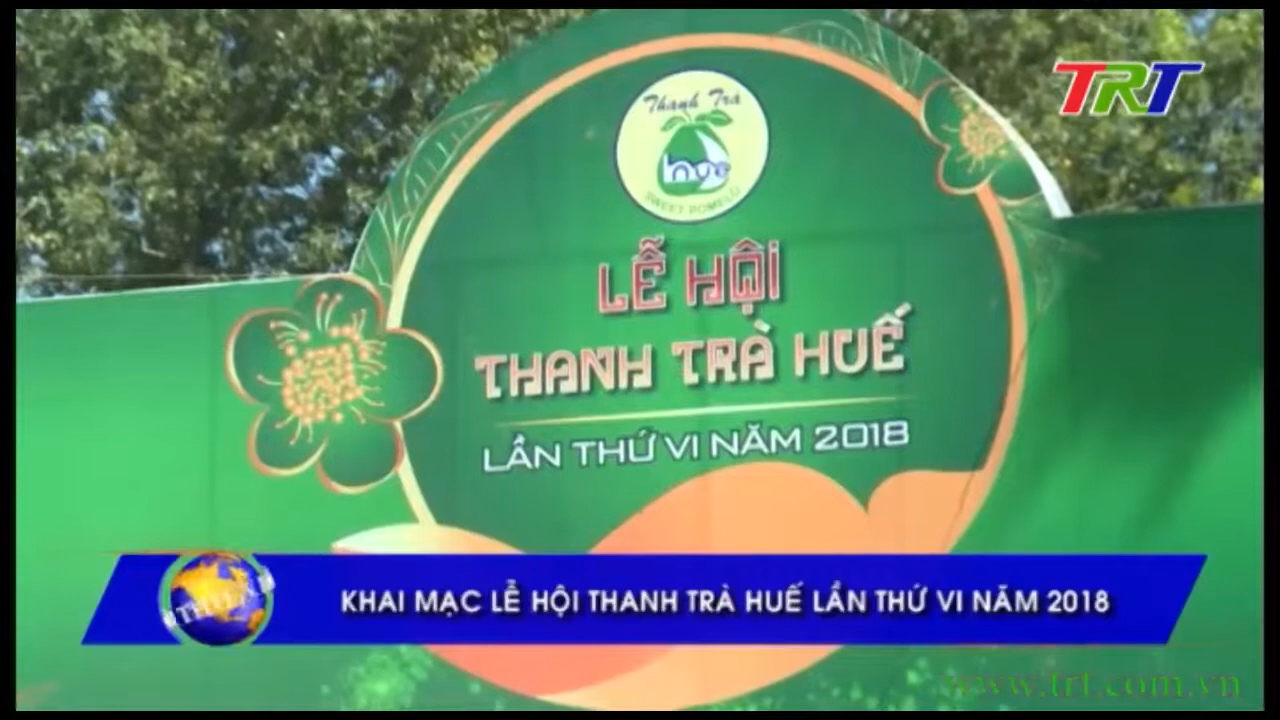 TRT
Thanh Trà
hue
SWEET POMELO
LỄ HỘI
THANH TRÀ HUẾ
LẦN THỨ VI NĂM 2018
KHAI MẠC LỄ HỘI THANH TRÀ HUẾ LẦN THỨ VI NĂM 2018
www.trt.com.vn